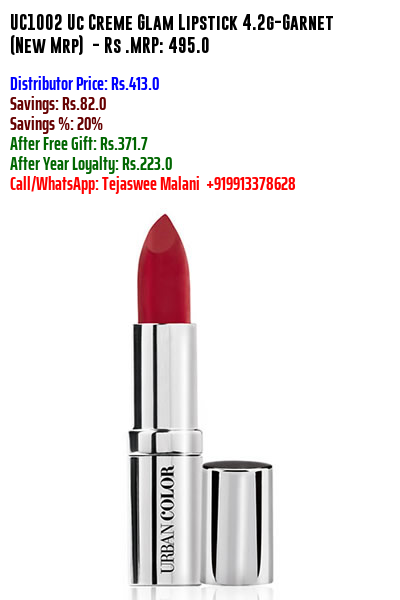 UC1002 Uc Creme Glam Lipstick 4.2g-Garnet
(New Mrp)  - Rs .MRP: 495.0
Distributor Price: Rs.413.0
Savings: Rs.82.0
Savings %: 20%
After Free Gift: Rs.371.7
After Year Loyalty: Rs.223.0
Call/WhatsApp: Tejaswee Malani  +919913378628
URBAN COLOR